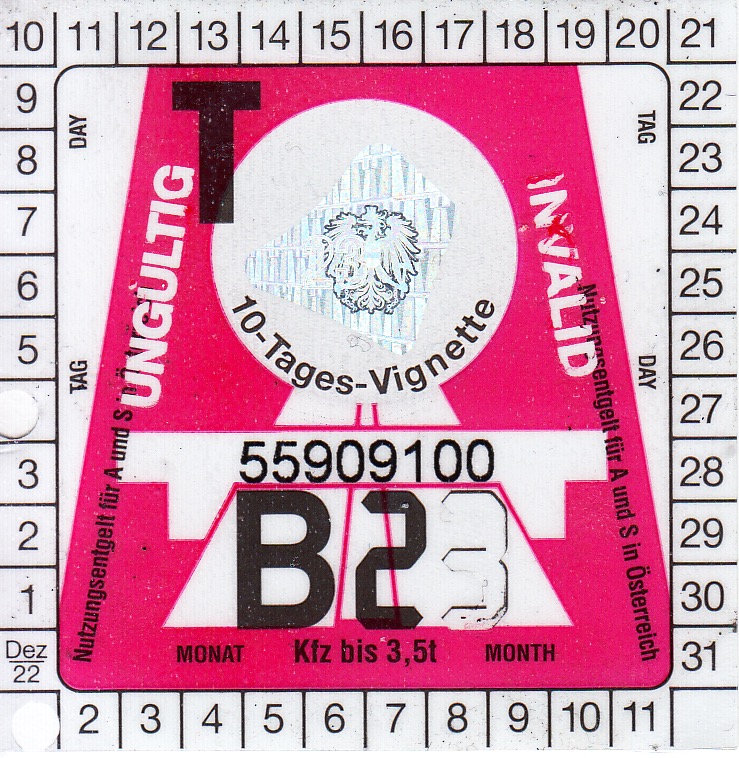 10 11 12 13 14 15 16 17 18 19 20 21
9 22
8 23
7 24
6 25
5 26
27
3 28
2 29
1 30
Dez
22
31
2 3 4 5 6 7 8 9 10 11
DAY
TAG
TAG
DAY
T
UNGÜLTIG
INVALID
10-Tages-Vignette
Nutzungsentgelt für A und S in
Nutzungsentgelt für A und S in Österreich
55909100
B23
MONAT Kfz bis 3,5t MONTH